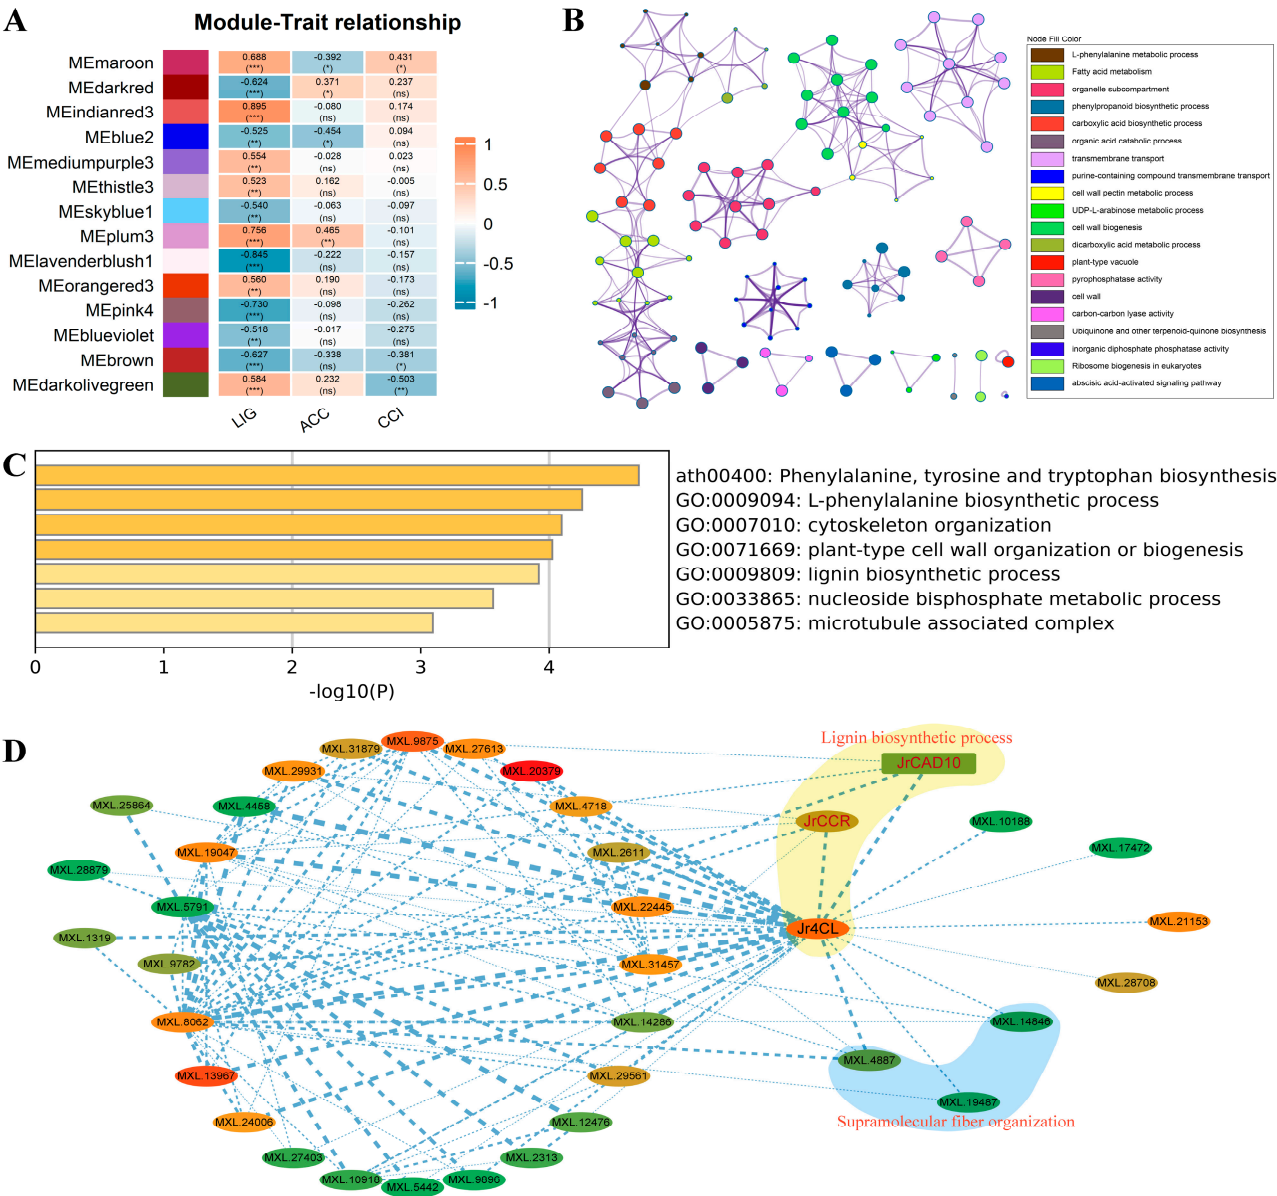 A
Module-Trait relationship
MEmaroon 0.688 (***) -0.392 (*) 0.431 (*)
MEdarkred -0.624 (***) 0.371 (*) 0.237 (ns)
MEindianred3 0.895 (***) -0.080 (ns) 0.174 (ns)
MEblue2 -0.525 (**) -0.454 (*) 0.094 (ns)
MEmediumpurple3 0.554 (**) -0.028 (ns) 0.023 (ns)
MEthistle3 0.523 (**) 0.162 (ns) -0.005 (ns)
MEskyblue1 -0.540 (**) -0.063 (ns) -0.097 (ns)
MEplum3 0.756 (***) 0.465 (**) -0.101 (ns)
MElavenderblush1 -0.845 (***) -0.222 (ns) -0.157 (ns)
MEorangered3 0.560 (**) 0.190 (ns) -0.173 (ns)
MEpink4 -0.730 (***) -0.098 (ns) -0.262 (ns)
MEblueviolet -0.518 (**) -0.017 (ns) -0.275 (ns)
MEbrown -0.627 (***) -0.338 (ns) -0.381 (*)
MEdarkolivegreen 0.584 (***) 0.232 (ns) -0.503 (**)
LIG ACC CCI
1
0.5
0
-0.5
-1
B
Node Fill Color
L-phenylalanine metabolic process
Fatty acid metabolism
organelle subcompartment
phenylpropanoid biosynthetic process
carboxylic acid biosynthetic process
organic acid catabolic process
transmembrane transport
purine-containing compound transmembrane transport
cell wall pectin metabolic process
UDP-L-arabinose metabolic process
cell wall biogenesis
dicarboxylic acid metabolic process
plant-type vacuole
pyrophosphatase activity
cell wall
carbon-carbon lyase activity
Ubiquinone and other terpenoid-quinone biosynthesis
inorganic diphosphate phosphatase activity
Ribosome biogenesis in eukaryotes
abscisic acid-activated signaling pathway
C
ath00400: Phenylalanine, tyrosine and tryptophan biosynthesis
GO:0009094: L-phenylalanine biosynthetic process
GO:0007010: cytoskeleton organization
GO:0071669: plant-type cell wall organization or biogenesis
GO:0009809: lignin biosynthetic process
GO:0033865: nucleoside bisphosphate metabolic process
GO:0005875: microtubule associated complex
0 1 2 3 4
-log10(P)
D
Lignin biosynthetic process
MXL.9875
MXL.31879
MXL.27613
JrCAD10
MXL.29931
MXL.20379
MXL.25864
MXL.4458
MXL.4718
JrCCR
MXL.10188
MXL.19047
MXL.2611
MXL.17472
MXL.28879
MXL.5791
MXL.22445
MXL.21153
Jr4CL
MXL.1319
MXL.9782
MXL.31457
MXL.28708
MXL.8062
MXL.14286
MXL.14846
MXL.4887
MXL.13967
MXL.29561
MXL.19487
MXL.24006
MXL.12476
Supramolecular fiber organization
MXL.27403
MXL.2313
MXL.10910
MXL.5442
MXL.9096